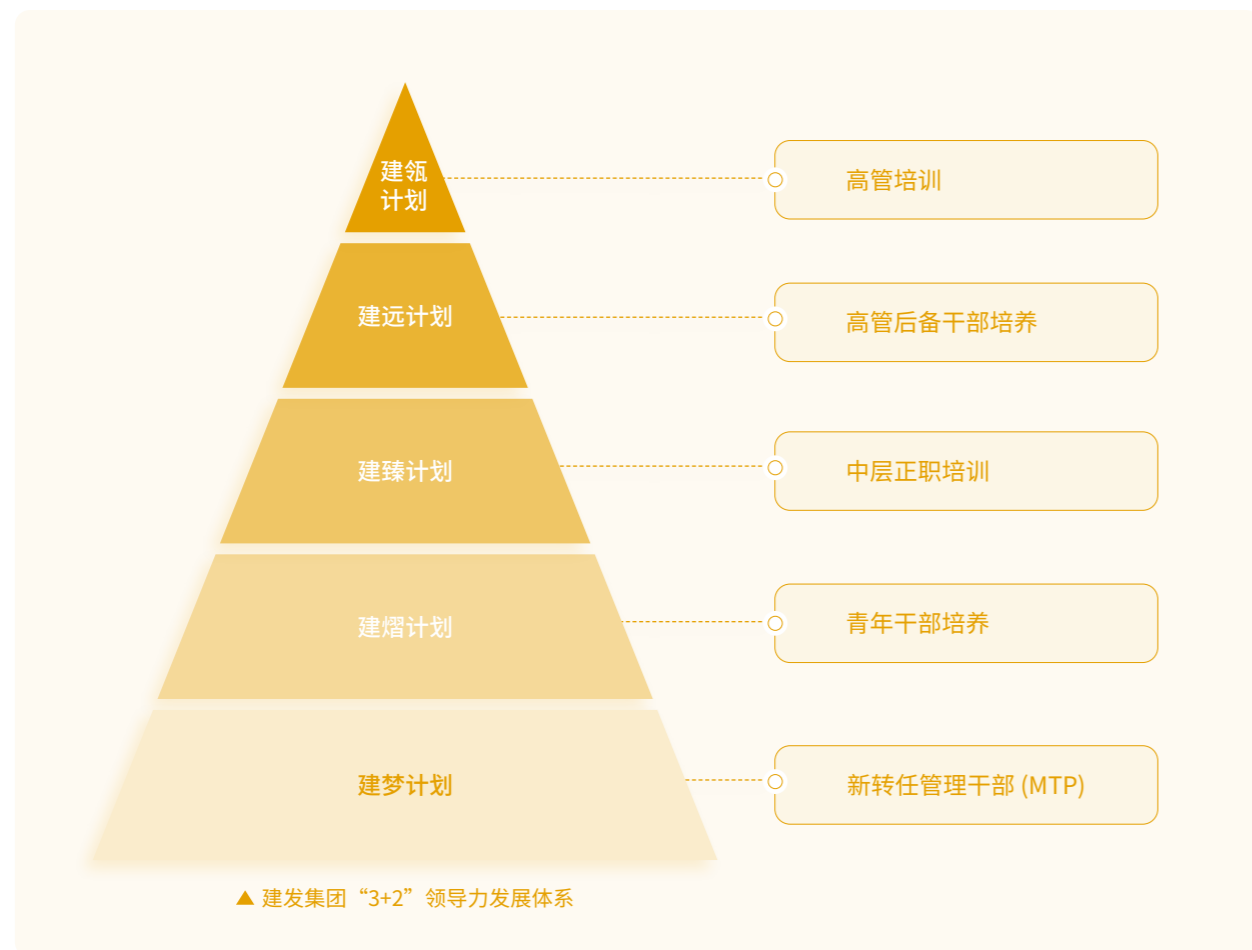 建瓴
计划
高管培训
建远计划
高管后备干部培养
建臻计划
中层正职培训
建熠计划
青年干部培养
建梦计划
新转任管理干部 (MTP)
▲ 建发集团“3+2”领导力发展体系